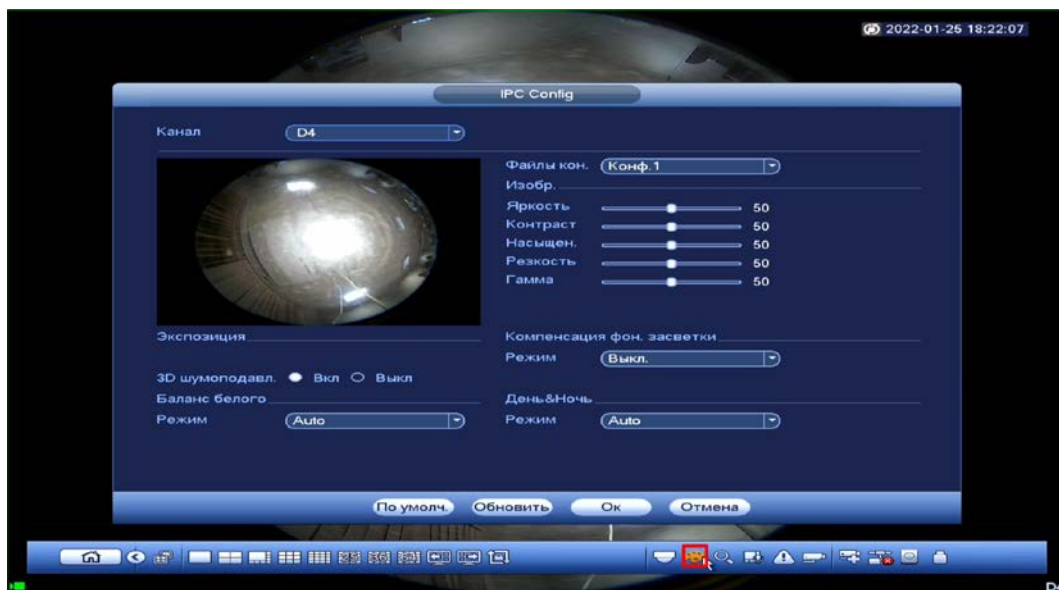 2022-01-25 18:22:07
IPC Config
Канал D4
Файлы кон. Конф.1
Изобр.
Яркость 50
Контраст 50
Насыщен. 50
Резкость 50
Гамма 50
Экспозиция
Компенсация фон. засветки
Режим Выкл.
3D шумоподавл. Вкл Выкл
Баланс белого
День&Ночь
Режим Auto
Режим Auto
По умолч. Обновить Ок Отмена